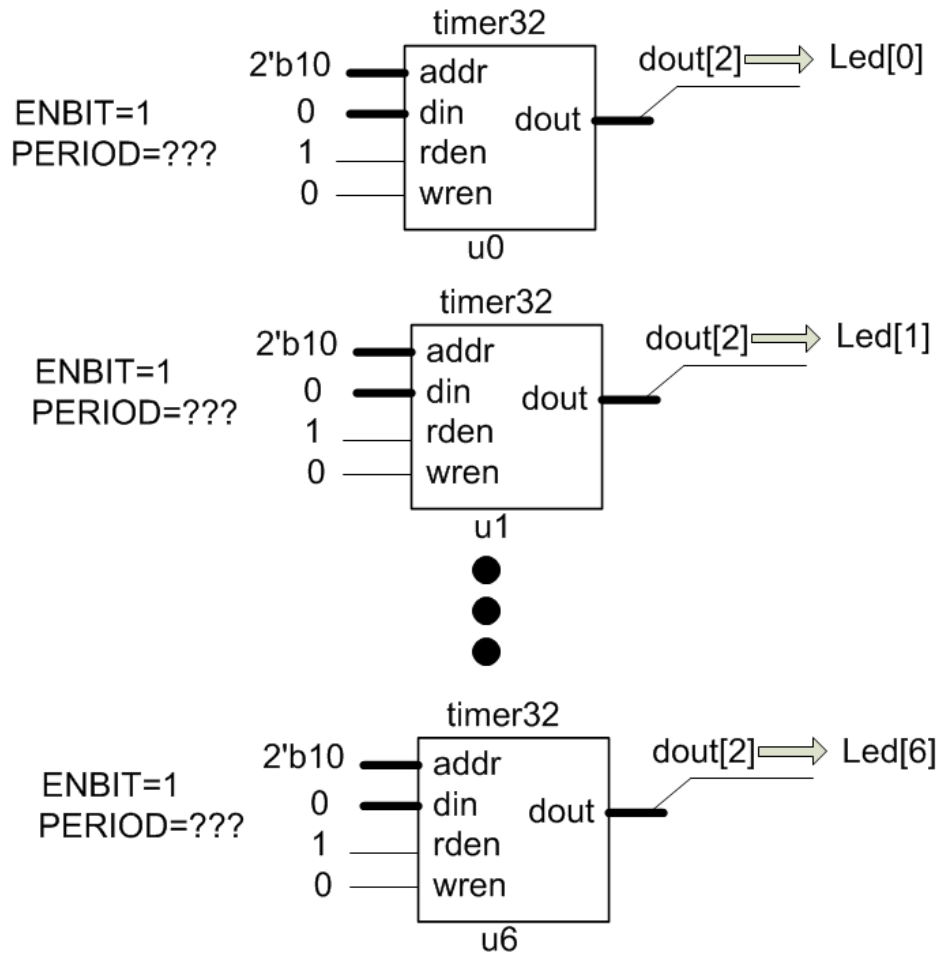 timer32
2'b10
addr
dout[2]
Led[0]
ENBIT=1
PERIOD=???
0
din
dout
1
rden
0
wren
u0
timer32
2'b10
addr
dout[2]
Led[1]
ENBIT=1
PERIOD=???
0
din
dout
1
rden
0
wren
u1
timer32
2'b10
addr
dout[2]
Led[6]
ENBIT=1
PERIOD=???
0
din
dout
1
rden
0
wren
u6